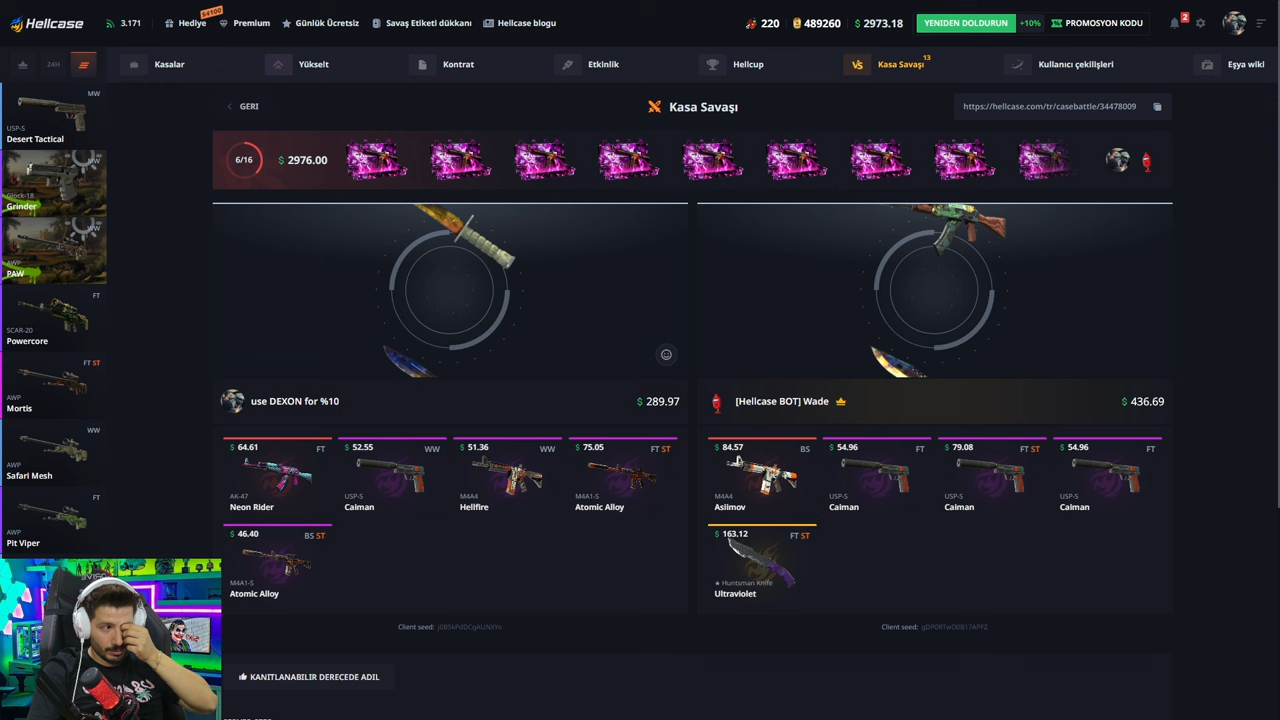 Hellcase
3.171
Hediye
$4100
Premium
Günlük Ücretsiz
Savaş Etiketi dükkanı
Hellcase blogu
220
489260
$ 2973.18
YENİDEN DOLDURUN
+10%
PROMOSYON KODU
2
24H
Kasalar
Yükselt
Kontrat
Etkinlik
Hellcup
VS
Kasa Savaşı
13
Kullanıcı çekilişleri
Eşya wiki
GERI
Kasa Savaşı
https://hellcase.com/tr/casebattle/34478009
6/16
$ 2976.00
MW
USP-S
Desert Tactical
MW
Glock-18
Grinder
WW
AWP
PAW
FT
SCAR-20
Powercore
FT ST
AWP
Mortis
WW
AWP
Safari Mesh
FT
AWP
Pit Viper
use DEXON for %10
$ 289.97
[Hellcase BOT] Wade
$ 436.69
$ 64.61
FT
AK-47
Neon Rider
$ 52.55
WW
USP-S
Caiman
$ 51.36
WW
M4A4
Hellfire
$ 75.05
FT ST
M4A1-S
Atomic Alloy
$ 46.40
BS ST
M4A1-S
Atomic Alloy
$ 84.57
BS
M4A4
Asiimov
$ 54.96
FT
USP-S
Caiman
$ 79.08
FT ST
USP-S
Caiman
$ 54.96
FT
USP-S
Caiman
$ 163.12
FT ST
★ Huntsman Knife
Ultraviolet
Client seed:
Client seed:
KANITLANABILIR DERECEDE ADIL